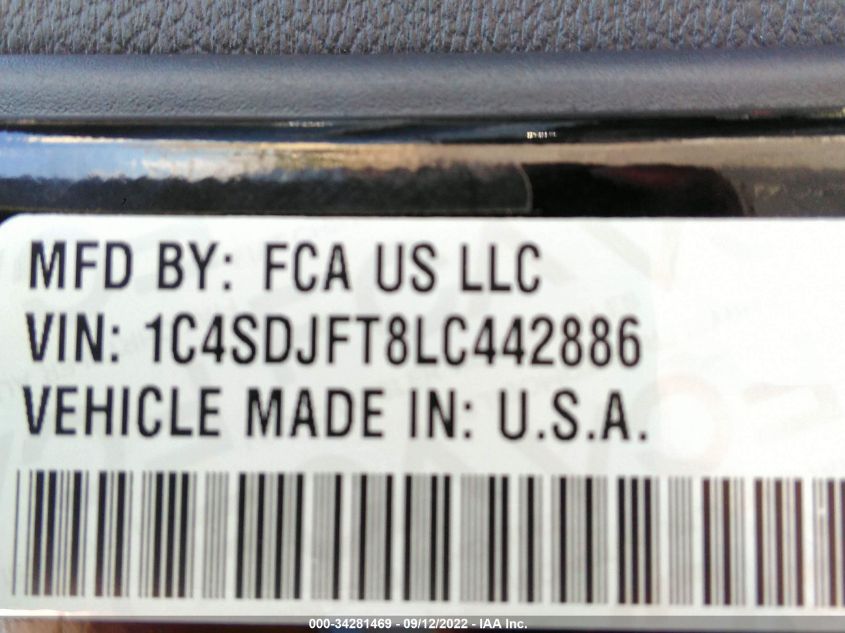 MFD BY: FCA US LLC
VIN: 1C4SDJFT8LC442886
VEHICLE MADE IN: U.S.A.
000-34281469 - 09/12/2022 - IAA Inc.